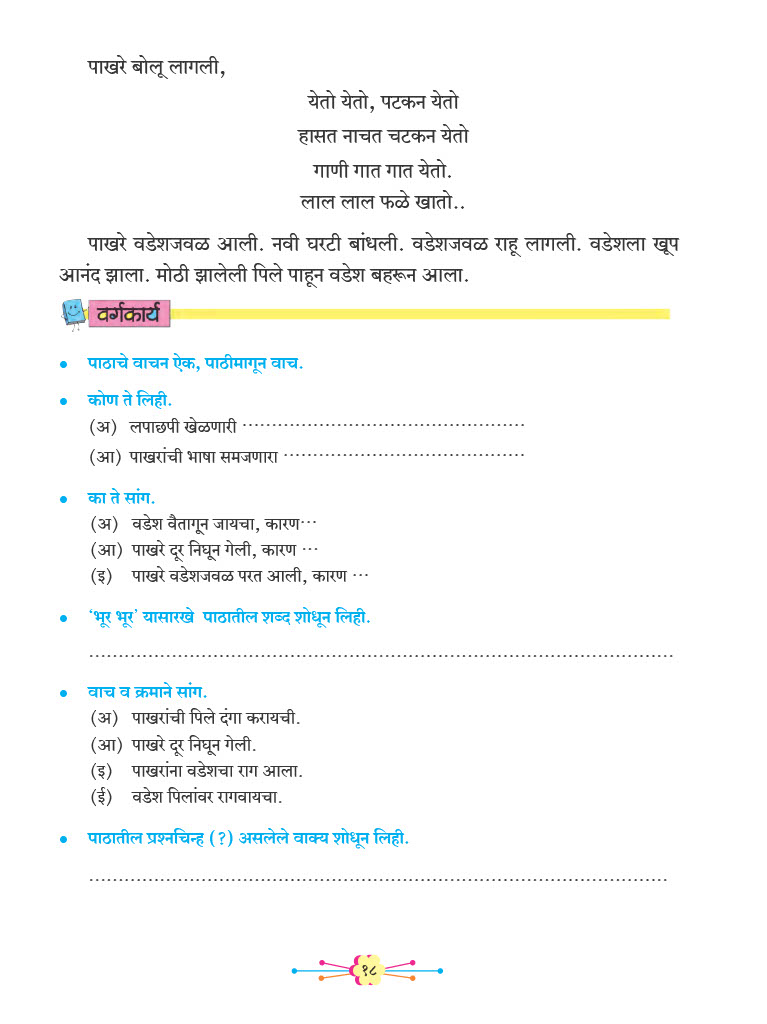 पाखरे बोलू लागली,
येतो येतो, पटकन येतो
हासत नाचत चटकन येतो
गाणी गात गात येतो.
लाल लाल फळे खातो..
पाखरे वडेशजवळ आली. नवी घरटी बांधली. वडेशजवळ राहू लागली. वडेशला खूप
आनंद झाला. मोठी झालेली पिले पाहून वडेश बहरून आला.
वर्गकार्य
• पाठाचे वाचन ऐक, पाठीमागून वाच.
• कोण ते लिही.
(अ) लपाछपी खेळणारी ................................................
(आ) पाखरांची भाषा समजणारा .........................................
• का ते सांग.
(अ) वडेश वैतागून जायचा, कारण···
(आ) पाखरे दूर निघून गेली, कारण ···
(इ) पाखरे वडेशजवळ परत आली, कारण ···
• ‘भूर भूर’ यासारखे पाठातील शब्द शोधून लिही.
....................................................................................................
• वाच व क्रमाने सांग.
(अ) पाखरांची पिले दंगा करायची.
(आ) पाखरे दूर निघून गेली.
(इ) पाखरांना वडेशचा राग आला.
(ई) वडेश पिलांवर रागवायचा.
• पाठातील प्रश्नचिन्ह (?) असलेले वाक्य शोधून लिही.
...................................................................................................
१८